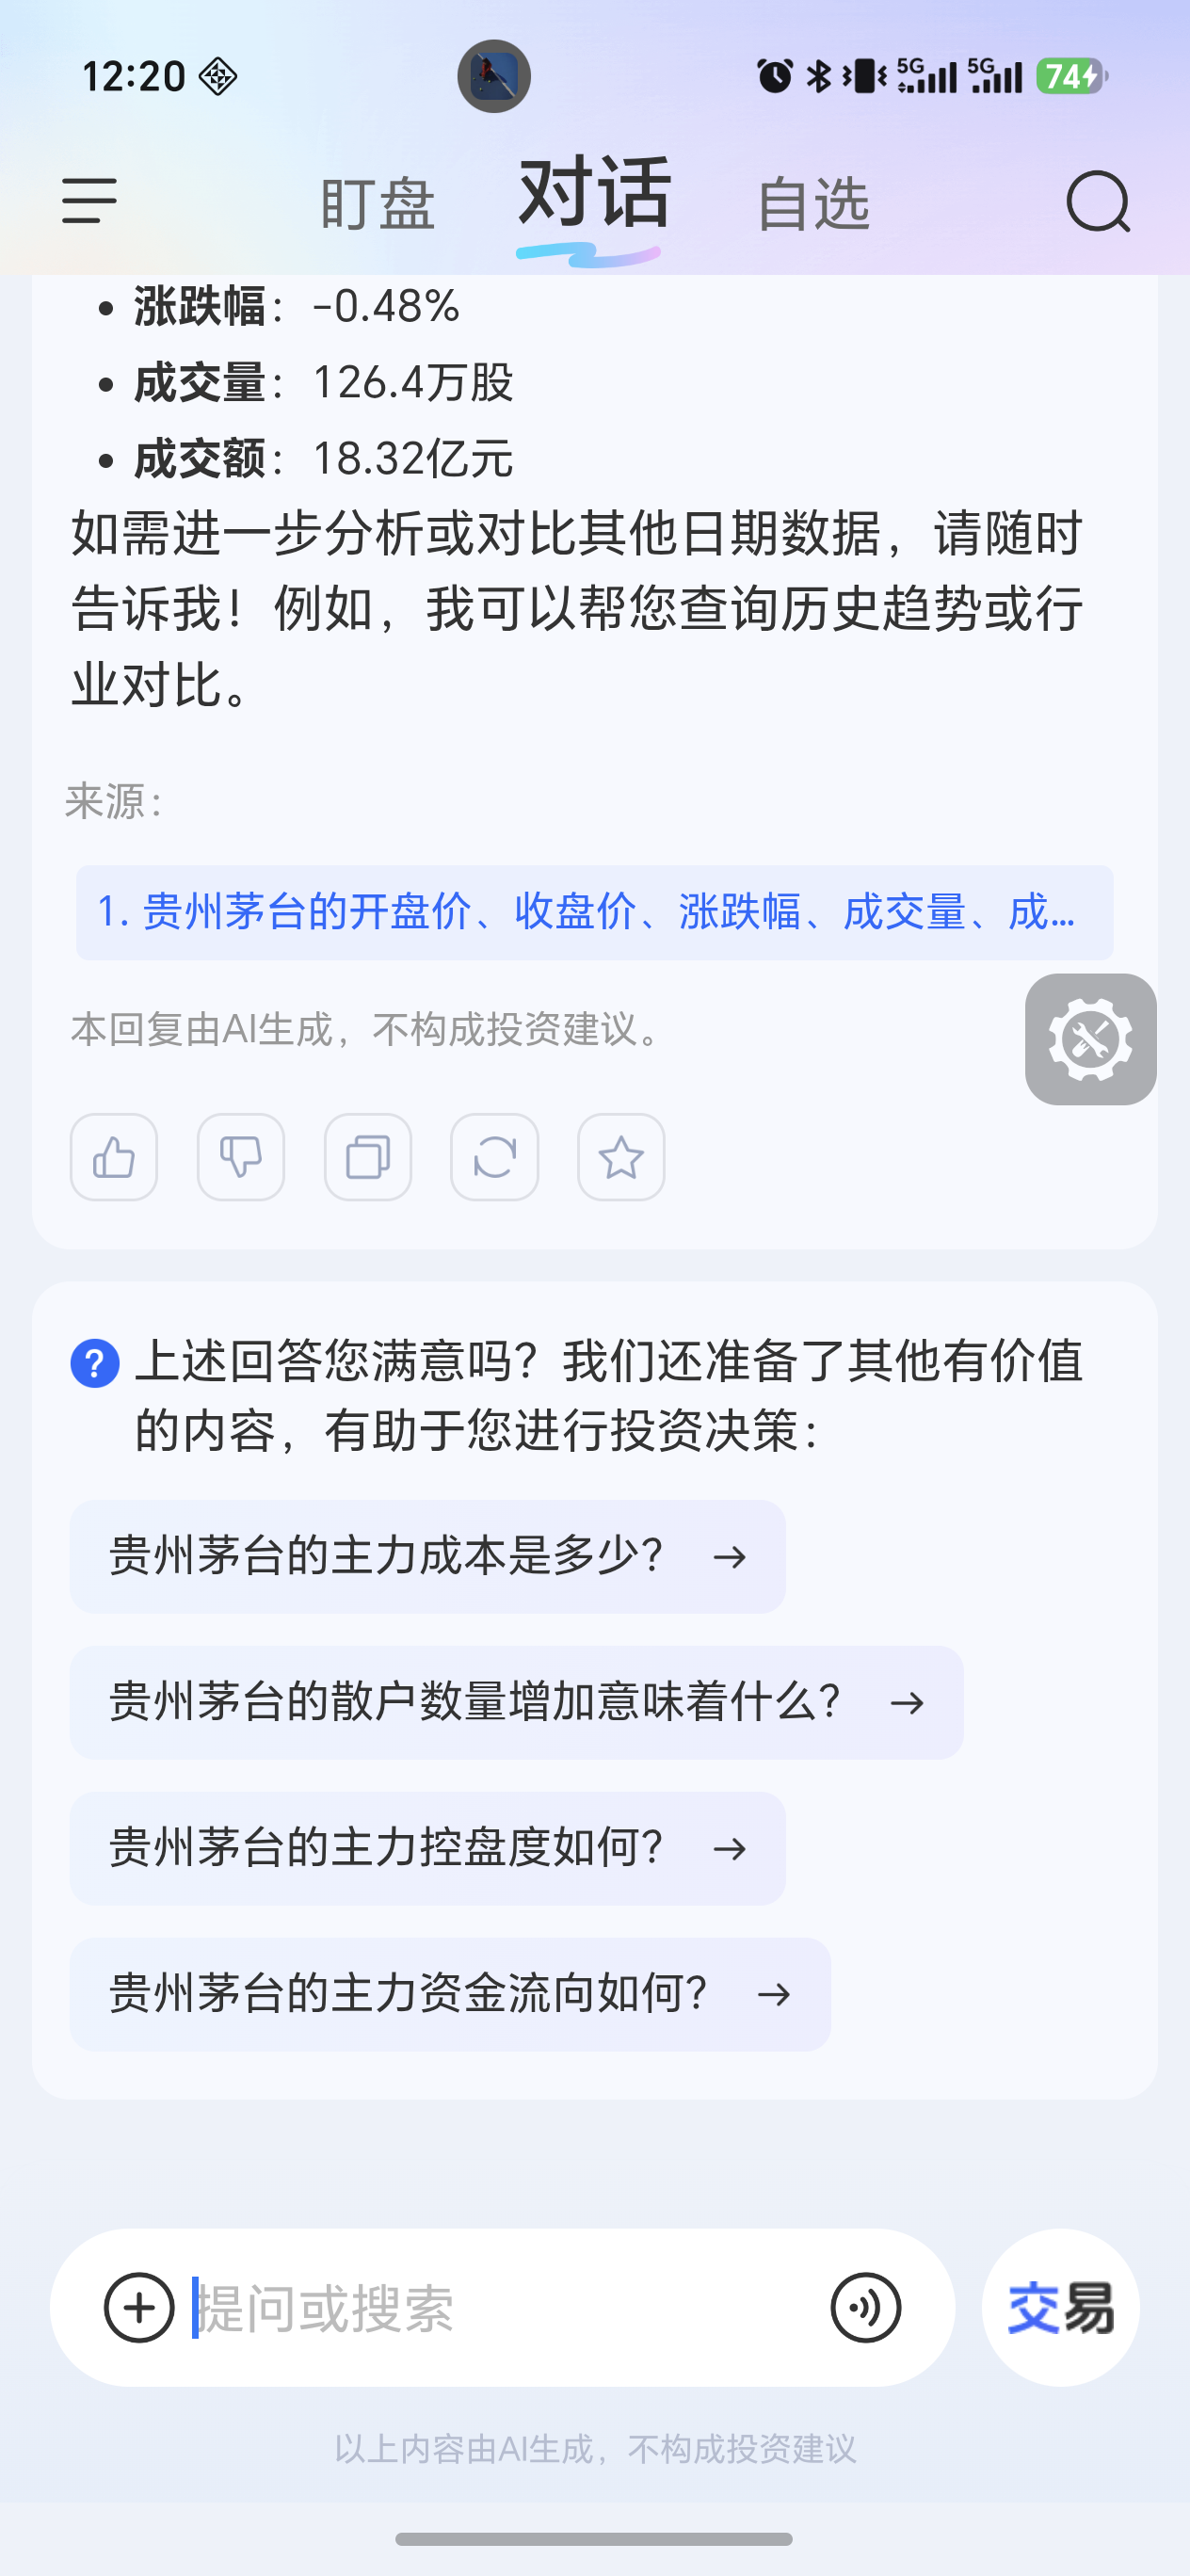 12:20
5G 5G 74
盯盘 对话 自选
涨跌幅：-0.48%
成交量：126.4万股
成交额：18.32亿元
如需进一步分析或对比其他日期数据，请随时
告诉我！例如，我可以帮您查询历史趋势或行
业对比。
来源：
1. 贵州茅台的开盘价、收盘价、涨跌幅、成交量、成...
本回复由AI生成，不构成投资建议。
? 上述回答您满意吗？我们还准备了其他有价值
的内容，有助于您进行投资决策：
贵州茅台的主力成本是多少？ →
贵州茅台的散户数量增加意味着什么？ →
贵州茅台的主力控盘度如何？ →
贵州茅台的主力资金流向如何？ →
提问或搜索
交易
以上内容由AI生成，不构成投资建议